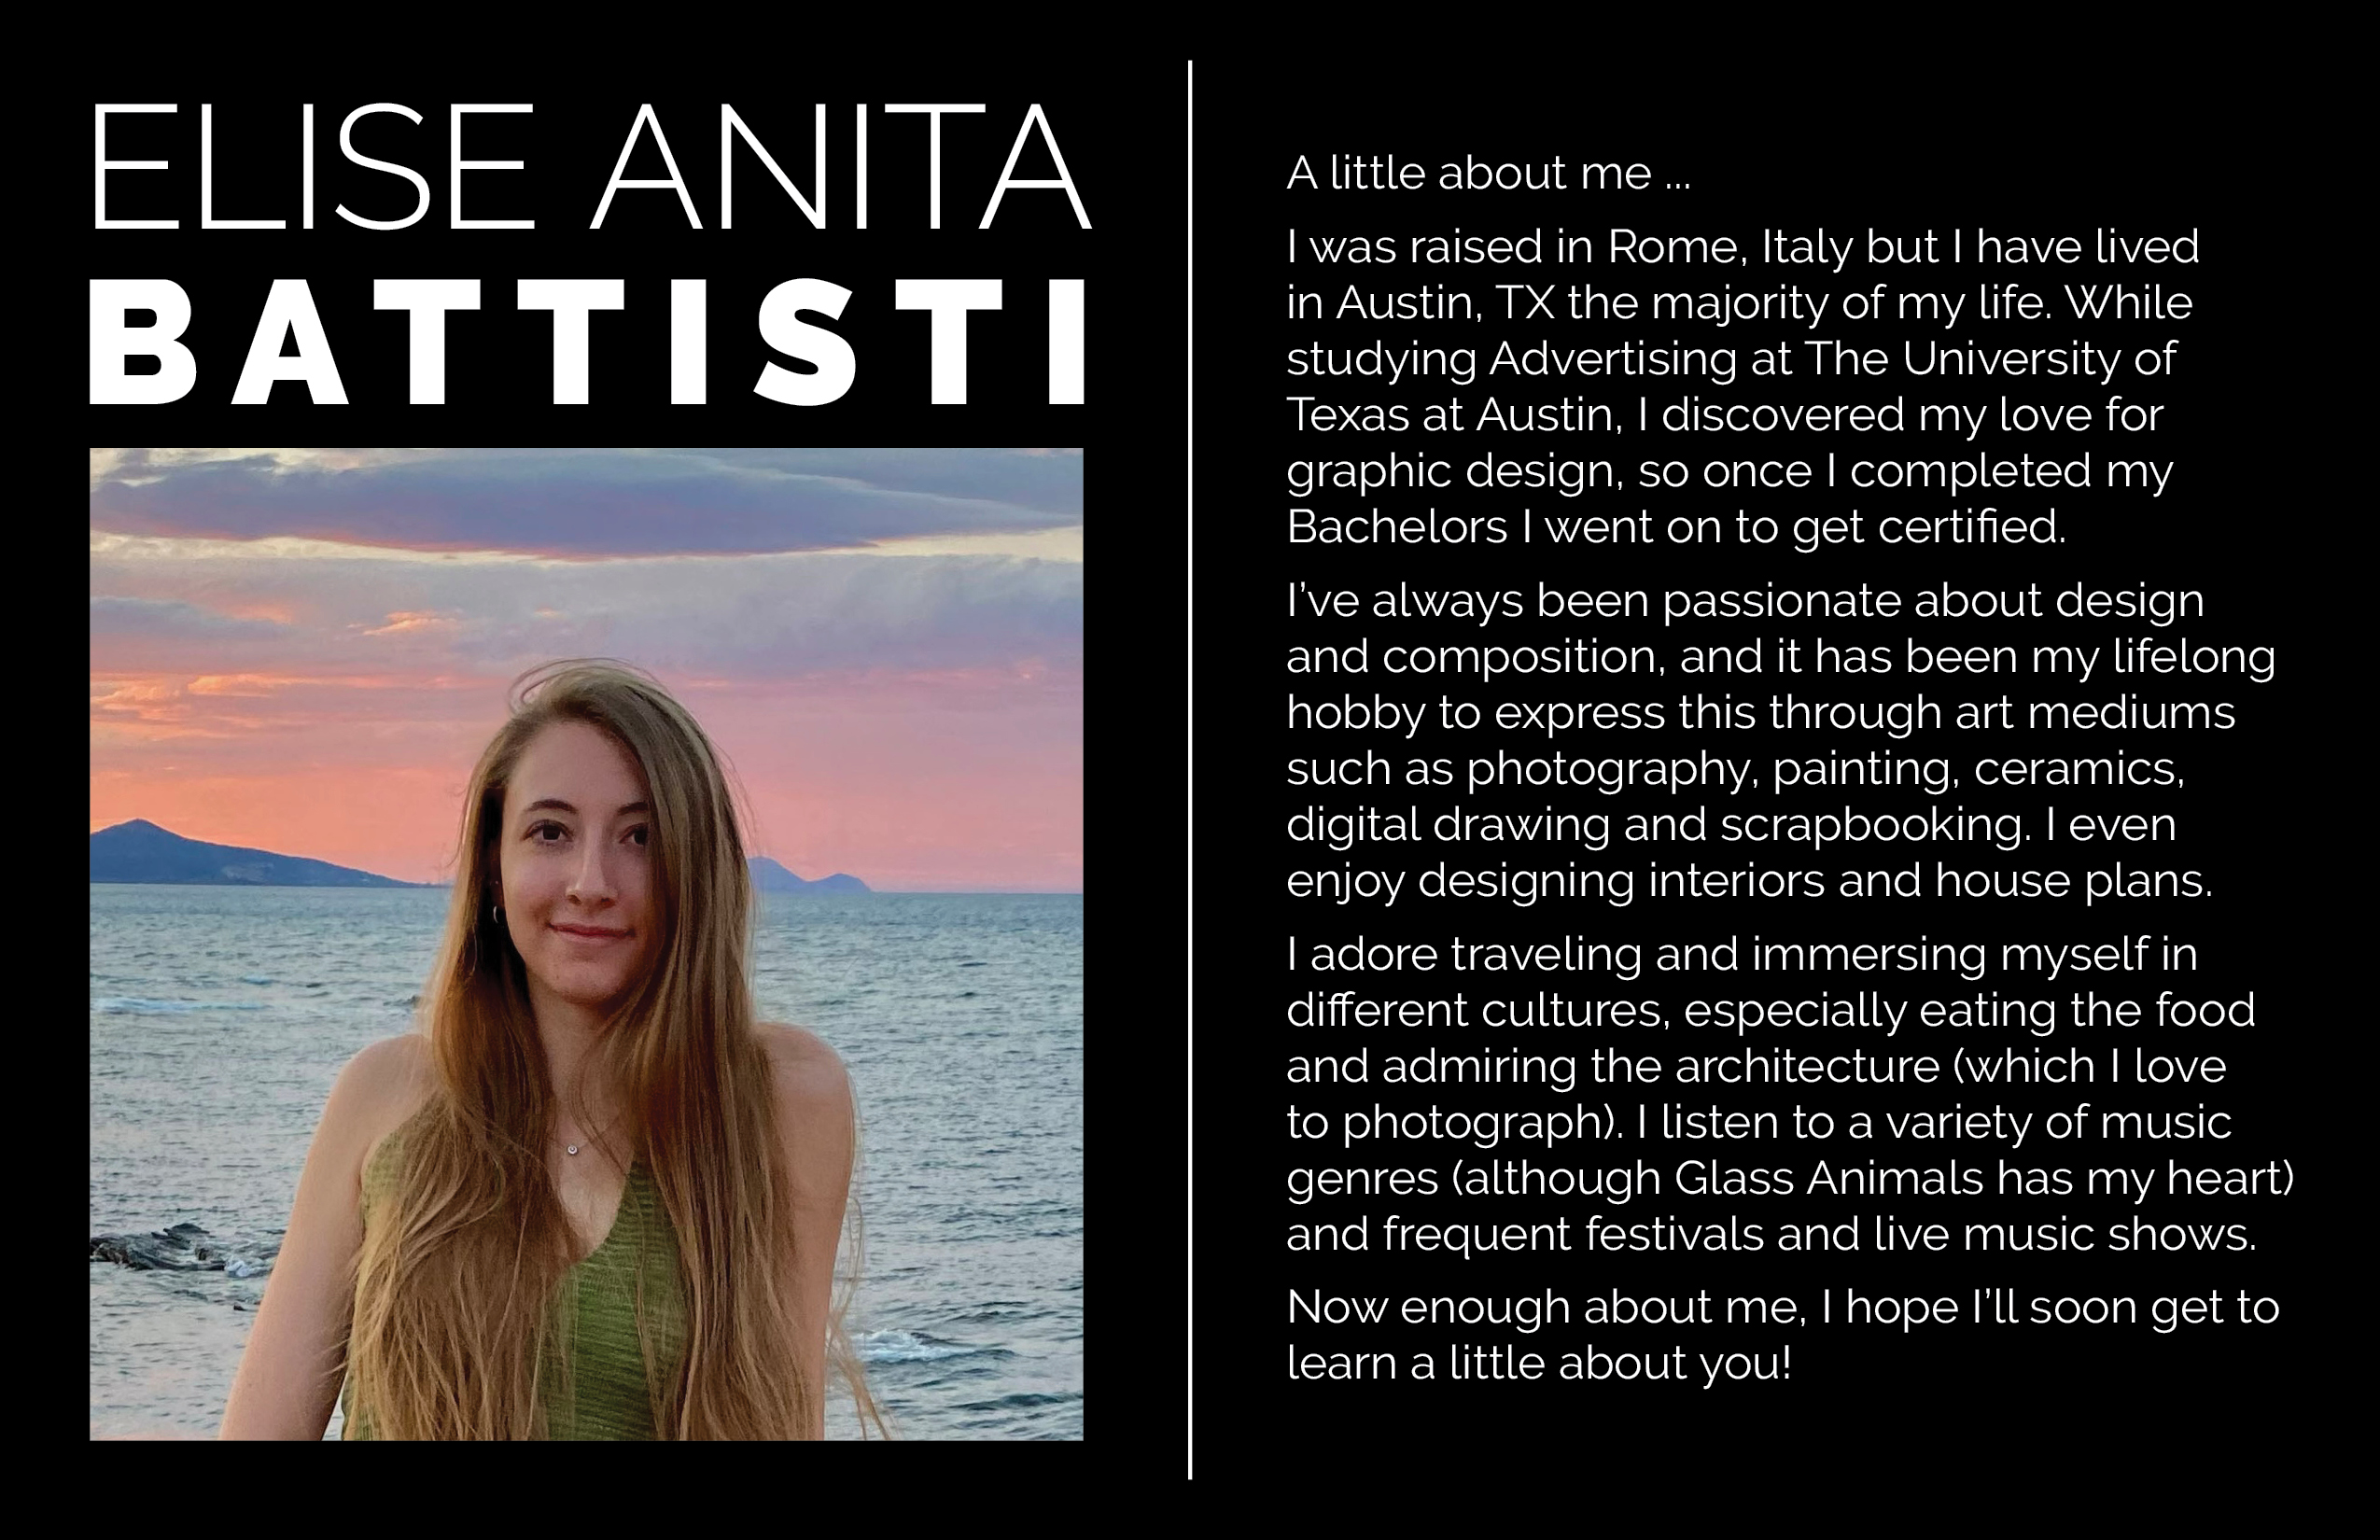 ELISE ANITA
BATTISTI
A little about me ...
I was raised in Rome, Italy but I have lived
in Austin, TX the majority of my life. While
studying Advertising at The University of
Texas at Austin, I discovered my love for
graphic design, so once I completed my
Bachelors I went on to get certified.
I’ve always been passionate about design
and composition, and it has been my lifelong
hobby to express this through art mediums
such as photography, painting, ceramics,
digital drawing and scrapbooking. I even
enjoy designing interiors and house plans.
I adore traveling and immersing myself in
different cultures, especially eating the food
and admiring the architecture (which I love
to photograph). I listen to a variety of music
genres (although Glass Animals has my heart)
and frequent festivals and live music shows.
Now enough about me, I hope I’ll soon get to
learn a little about you!